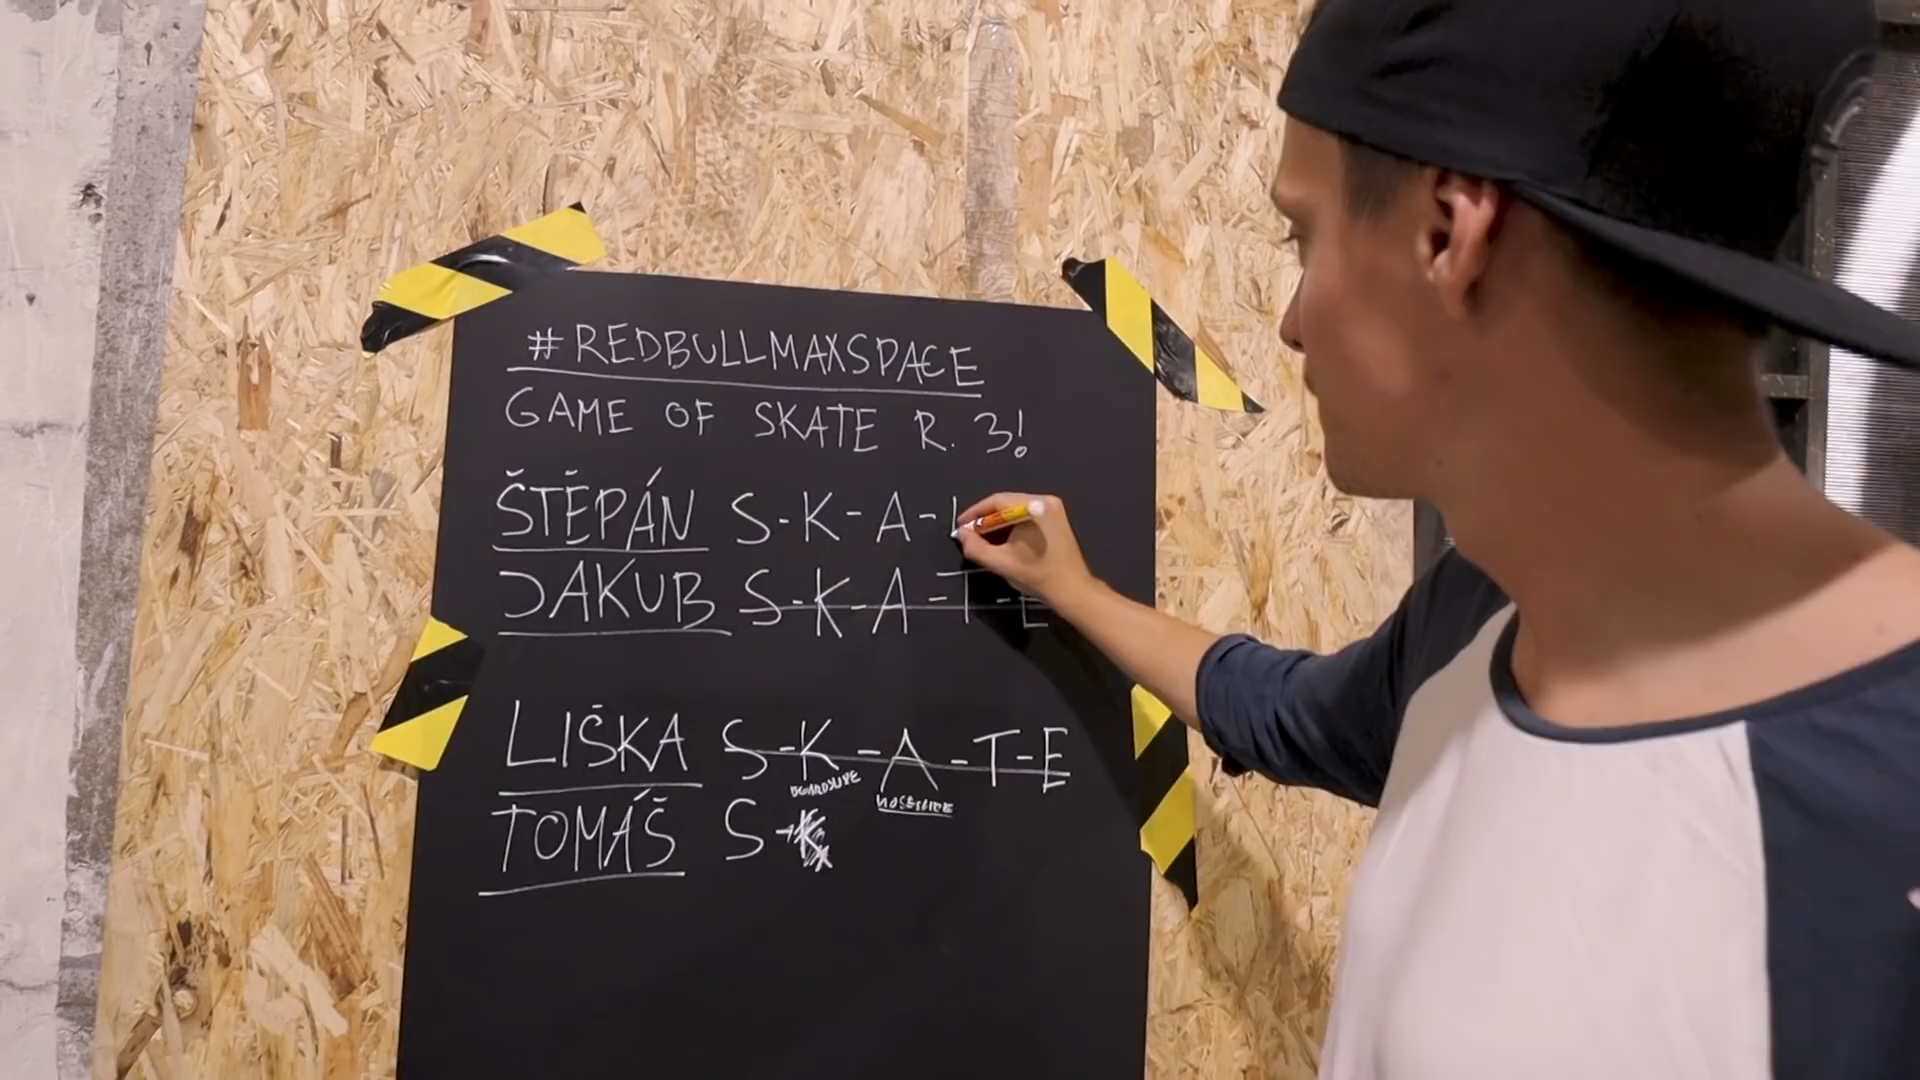 #REDBULLMAXSPACE
GAME OF SKATE R. 3!
ŠTĚPÁN S-K-A-
JAKUB S-K-A-T-E
LIŠKA S-K-A-T-E
BOARDSLIDE NOSESLIDE
TOMÁŠ S-K